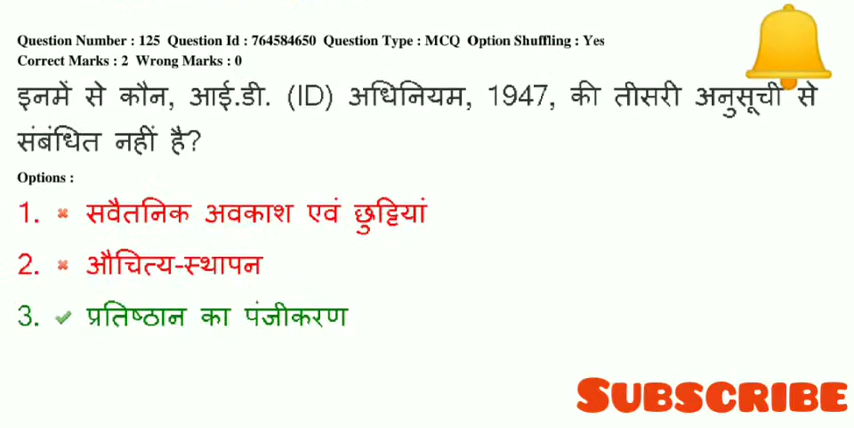 Question Number : 125 Question Id : 764584650 Question Type : MCQ Option Shuffling : Yes
Correct Marks : 2 Wrong Marks : 0
इनमें से कौन, आई.डी. (ID) अधिनियम, 1947, की तीसरी अनुसूची से
संबंधित नहीं है?
Options :
1. सवैतनिक अवकाश एवं छुट्टियां
2. औचित्य-स्थापन
3. प्रतिष्ठान का पंजीकरण
SUBSCRIBE